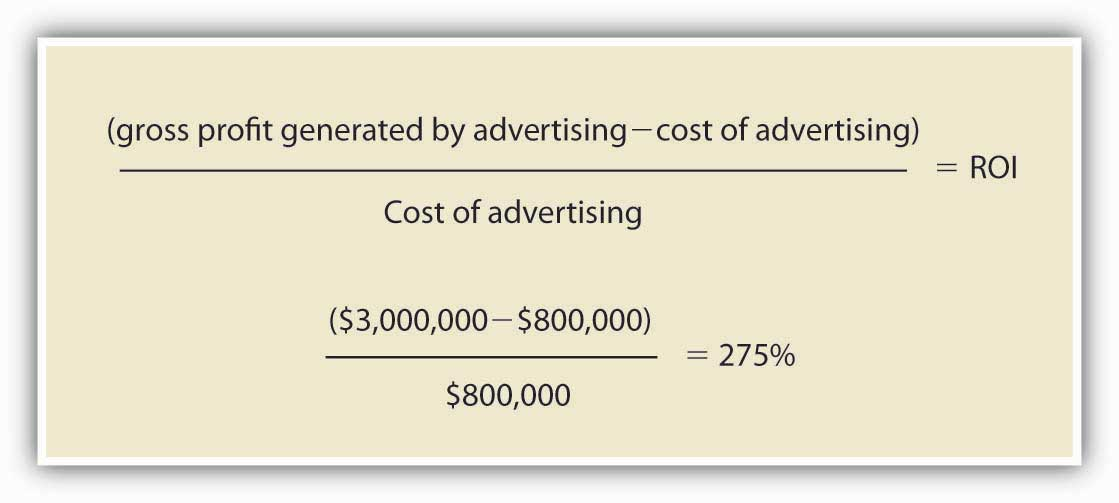 (gross profit generated by advertising−cost of advertising)
= ROI
Cost of advertising
($3,000,000−$800,000)
= 275%
$800,000